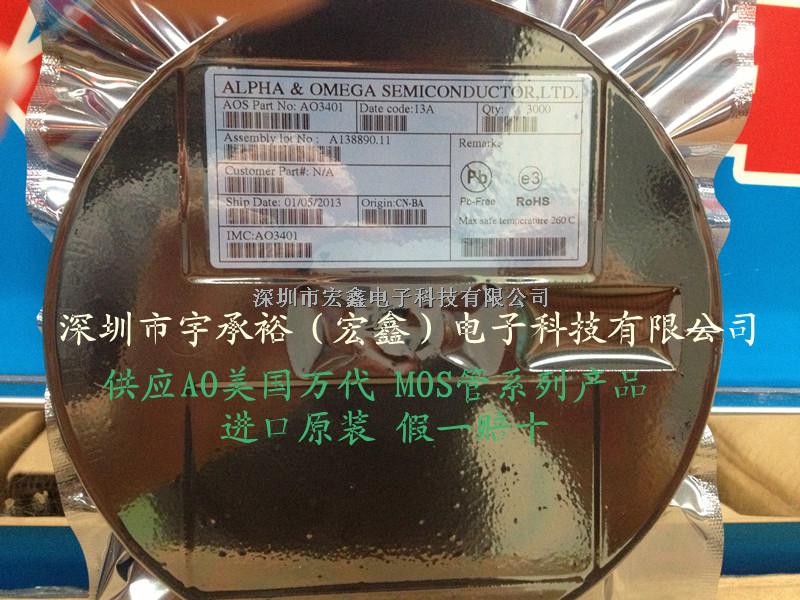 ALPHA & OMEGA SEMICONDUCTOR,LTD.
AOS Part No: AO3401 Date code:13A Qty: 3000
Assembly lot No : A138890.11 Remark:
Customer Part#: N/A
Pb e3
Pb-Free RoHS
Ship Date: 01/05/2013 Origin:CN-BA
Max safe temperature 260 C
IMC:AO3401
深圳市宏鑫电子科技有限公司
深圳市宇承裕（宏鑫）电子科技有限公司
供应AO美国万代 MOS管系列产品
进口原装 假一赔十